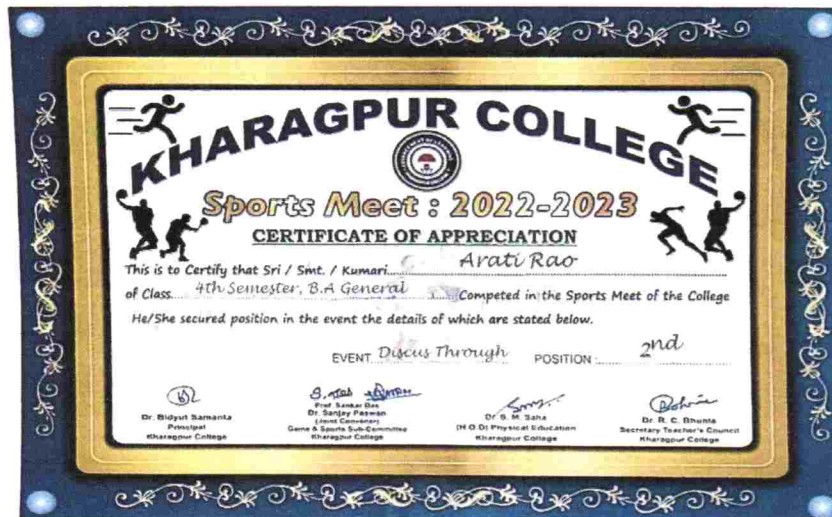 KHARAGPUR COLLEGE
Sports Meet : 2022-2023
CERTIFICATE OF APPRECIATION
This is to Certify that Sri / Smt. / Kumari Arati Rao
of Class 4th Semester, B.A General Competed in the Sports Meet of the College
He/She secured position in the event the details of which are stated below.
EVENT Discus Through POSITION : 2nd
Dr. Bidyut Samanta
Principal
Kharagpur College
Prof. Sankar Das
Dr. Sanjay Paswan
(Joint Convener)
Game & Sports Sub-Committee
Kharagpur College
Dr S. M. Saha
(H O D) Physical Education
Kharagpur College
Dr. R. C. Bhunia
Secretary Teacher's Council
Kharagpur College